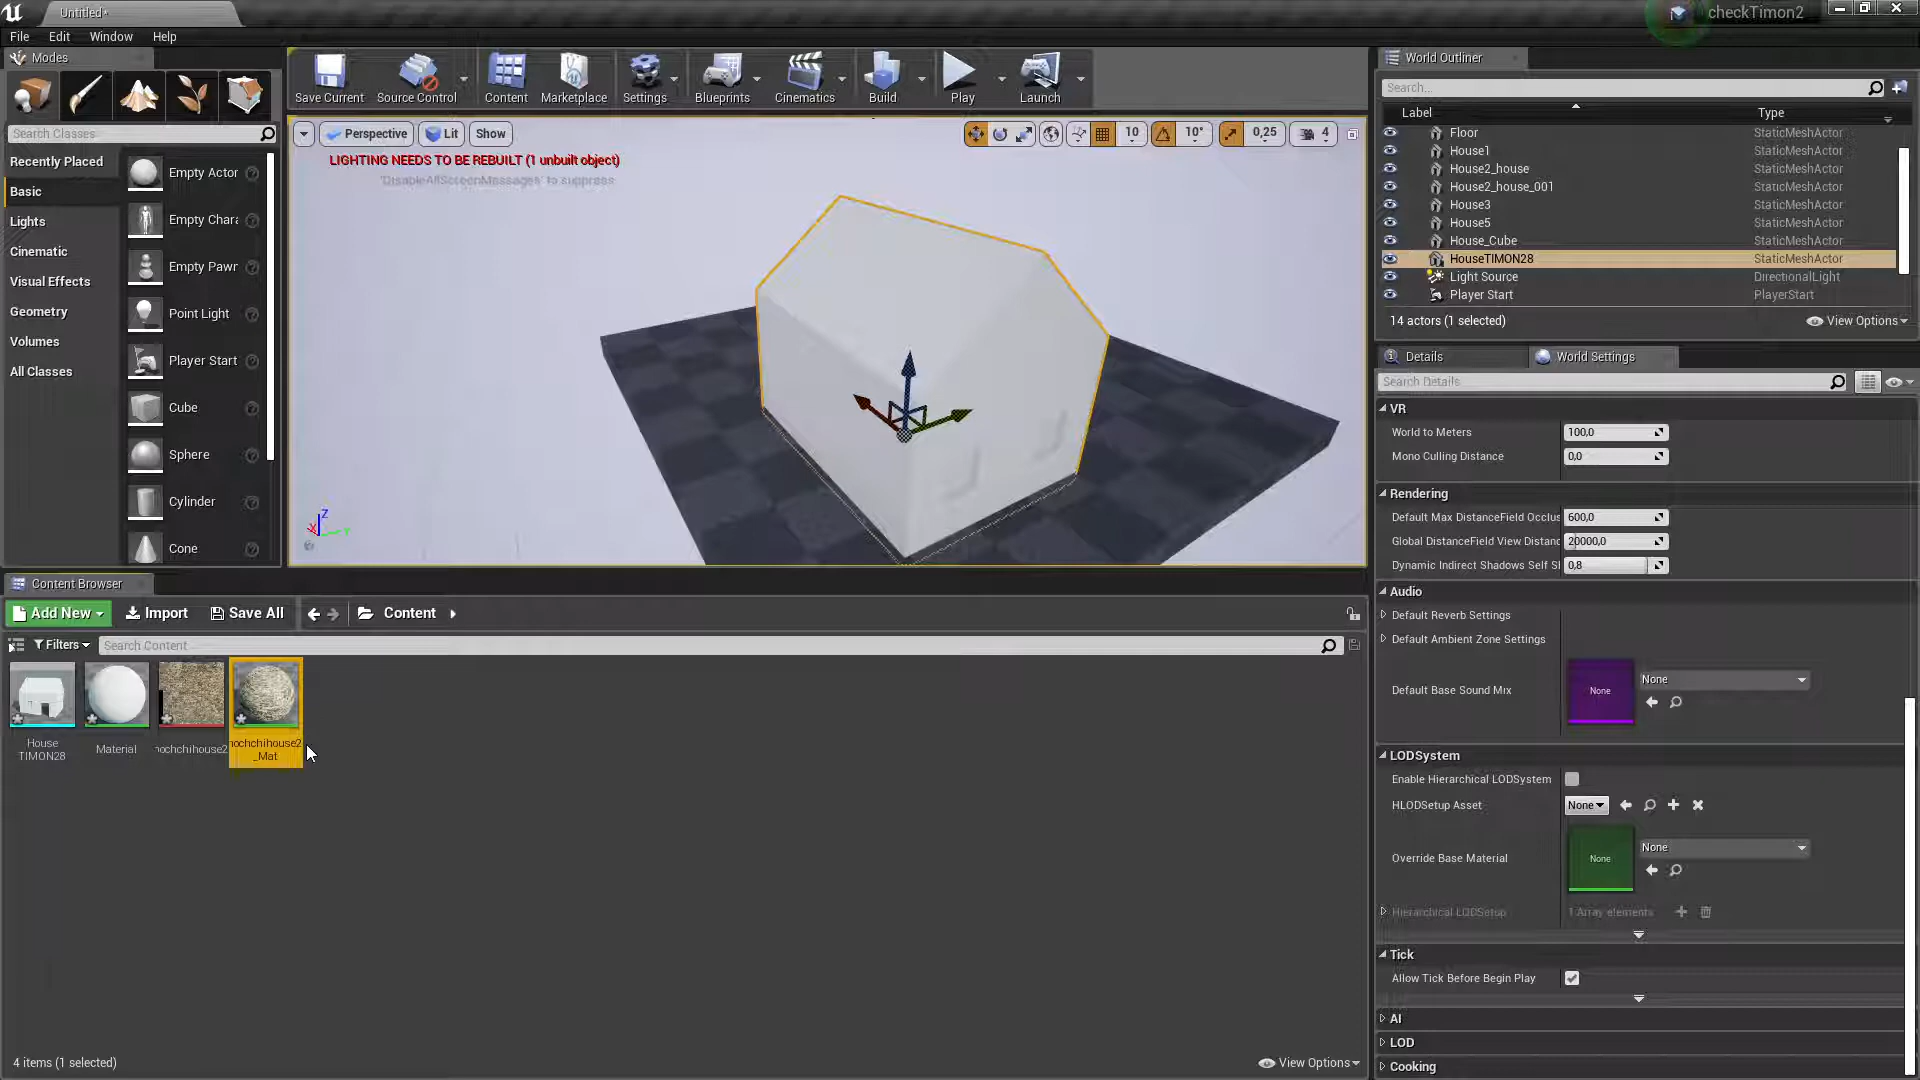 Untitled*
checkTimon2
File Edit Window Help
Modes
Save Current Source Control Content Marketplace Settings Blueprints Cinematics Build Play Launch
Search Classes
Recently Placed
Basic
Lights
Cinematic
Visual Effects
Geometry
Volumes
All Classes
Empty Actor
Empty Chara
Empty Pawn
Point Light
Player Start
Cube
Sphere
Cylinder
Cone
Perspective Lit Show
10 10° 0,25 4
LIGHTING NEEDS TO BE REBUILT (1 unbuilt object)
'DisableAllScreenMessages' to suppress
Z
X
Y
World Outliner
Search...
Label Type
Floor StaticMeshActor
House1 StaticMeshActor
House2_house StaticMeshActor
House2_house_001 StaticMeshActor
House3 StaticMeshActor
House5 StaticMeshActor
House_Cube StaticMeshActor
HouseTIMON28 StaticMeshActor
Light Source DirectionalLight
Player Start PlayerStart
14 actors (1 selected) View Options
Details World Settings
Search Details
VR
World to Meters 100,0
Mono Culling Distance 0,0
Rendering
Default Max DistanceField Occlus 600,0
Global DistanceField View Distanc 20000,0
Dynamic Indirect Shadows Self Sl 0,8
Audio
Default Reverb Settings
Default Ambient Zone Settings
Default Base Sound Mix None None
LODSystem
Enable Hierarchical LODSystem
HLODSetup Asset None
Override Base Material None None
Hierarchical LODSetup 1 Array elements
Tick
Allow Tick Before Begin Play
AI
LOD
Cooking
Content Browser
Add New Import Save All Content
Filters Search Content
House
TIMON28
Material
nochchihouse2
nochchihouse2
_Mat
4 items (1 selected) View Options